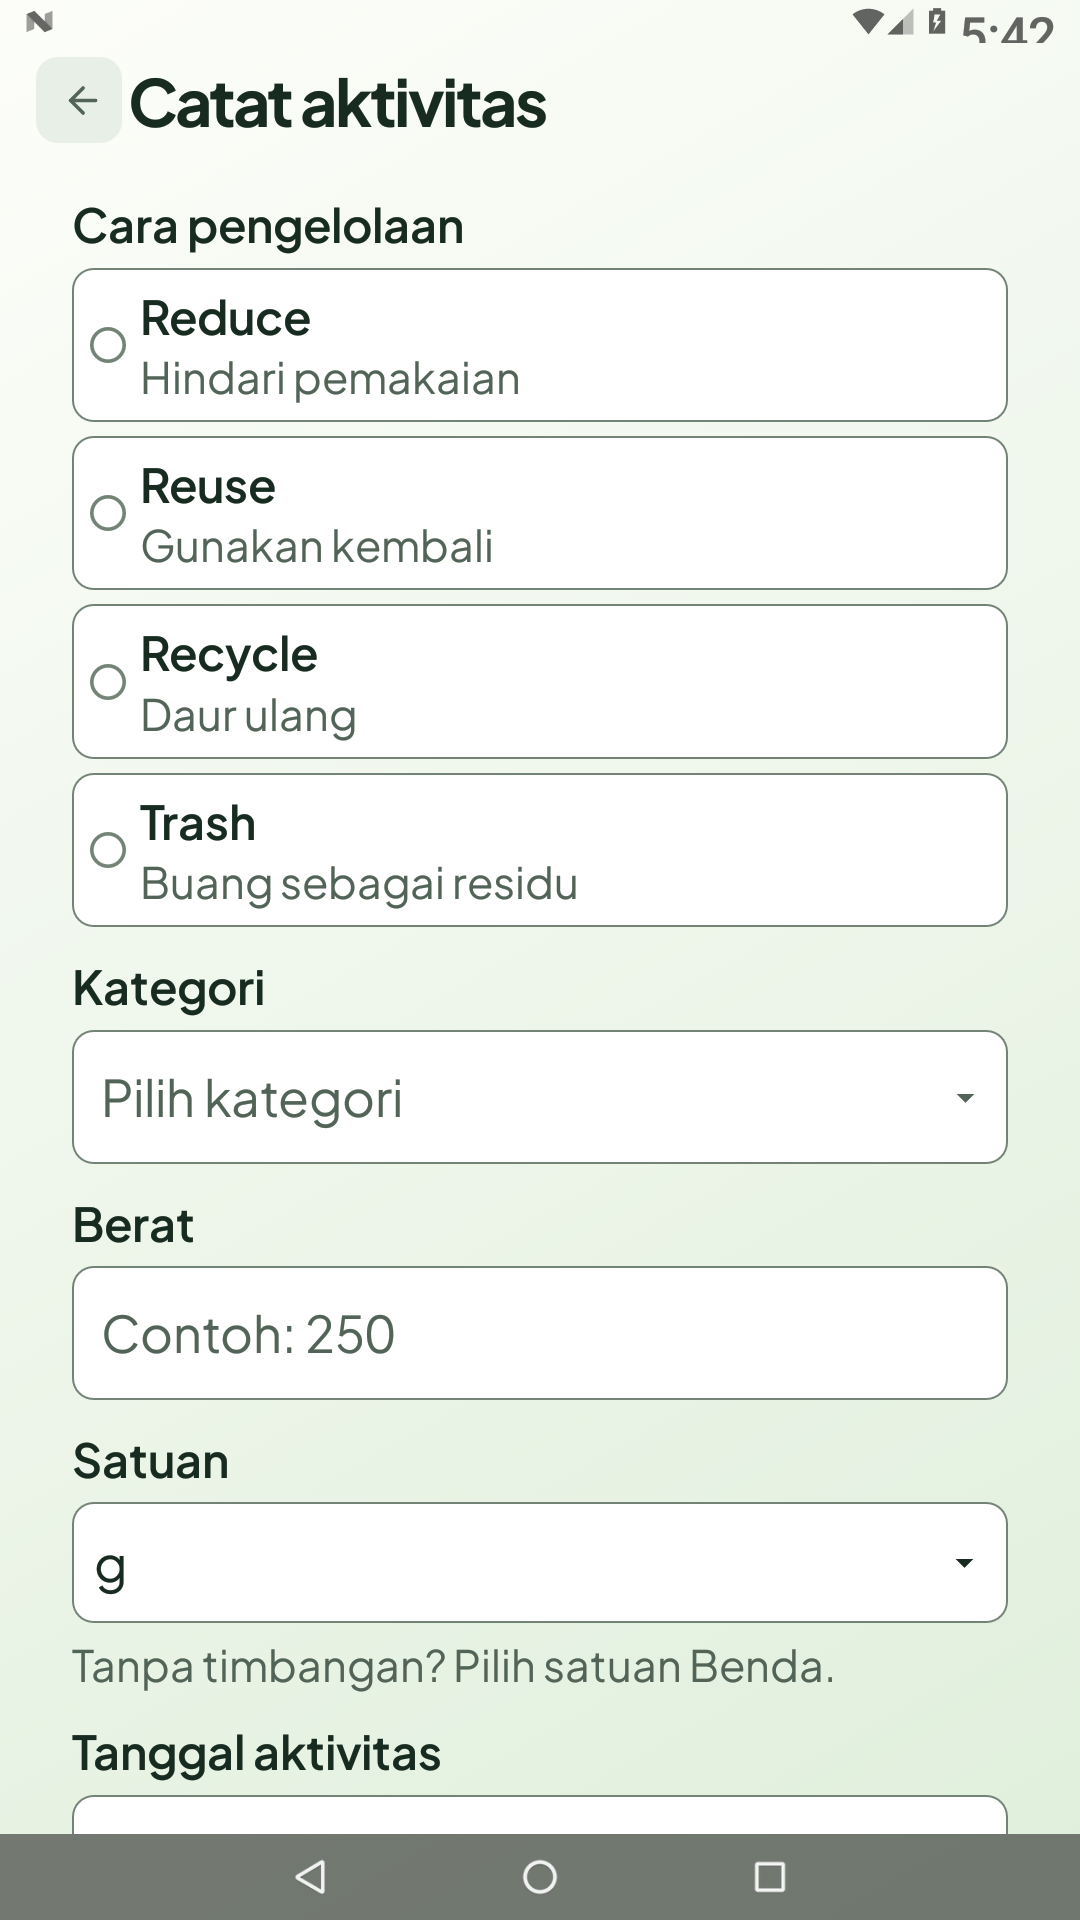 5:42
Catat aktivitas
Cara pengelolaan
Reduce
Hindari pemakaian
Reuse
Gunakan kembali
Recycle
Daur ulang
Trash
Buang sebagai residu
Kategori
Pilih kategori
Berat
Contoh: 250
Satuan
g
Tanpa timbangan? Pilih satuan Benda.
Tanggal aktivitas